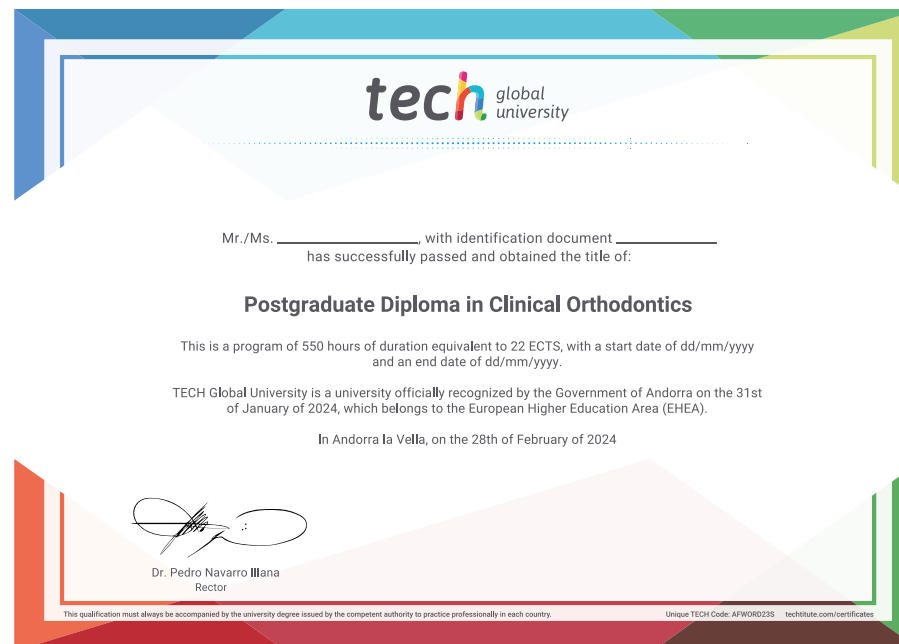 tech global
university
Mr./Ms. ____________, with identification document ____________
has successfully passed and obtained the title of:
Postgraduate Diploma in Clinical Orthodontics
This is a program of 550 hours of duration equivalent to 22 ECTS, with a start date of dd/mm/yyyy
and an end date of dd/mm/yyyy.
TECH Global University is a university officially recognized by the Government of Andorra on the 31st
of January of 2024, which belongs to the European Higher Education Area (EHEA).
In Andorra la Vella, on the 28th of February of 2024
Dr. Pedro Navarro Illana
Rector
This qualification must always be accompanied by the university degree issued by the competent authority to practice professionally in each country.
Unique TECH Code: AFWORD23S techtitute.com/certificates